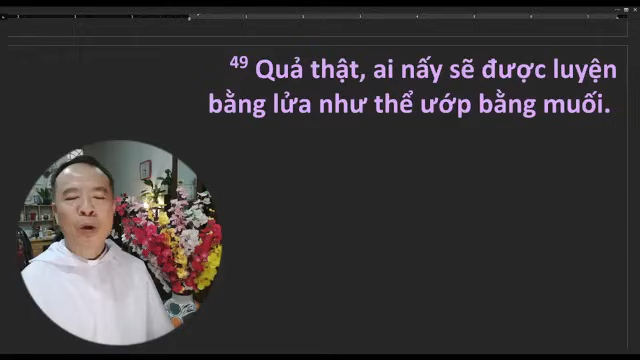 49 Quả thật, ai nấy sẽ được luyện
bằng lửa như thể ướp bằng muối.